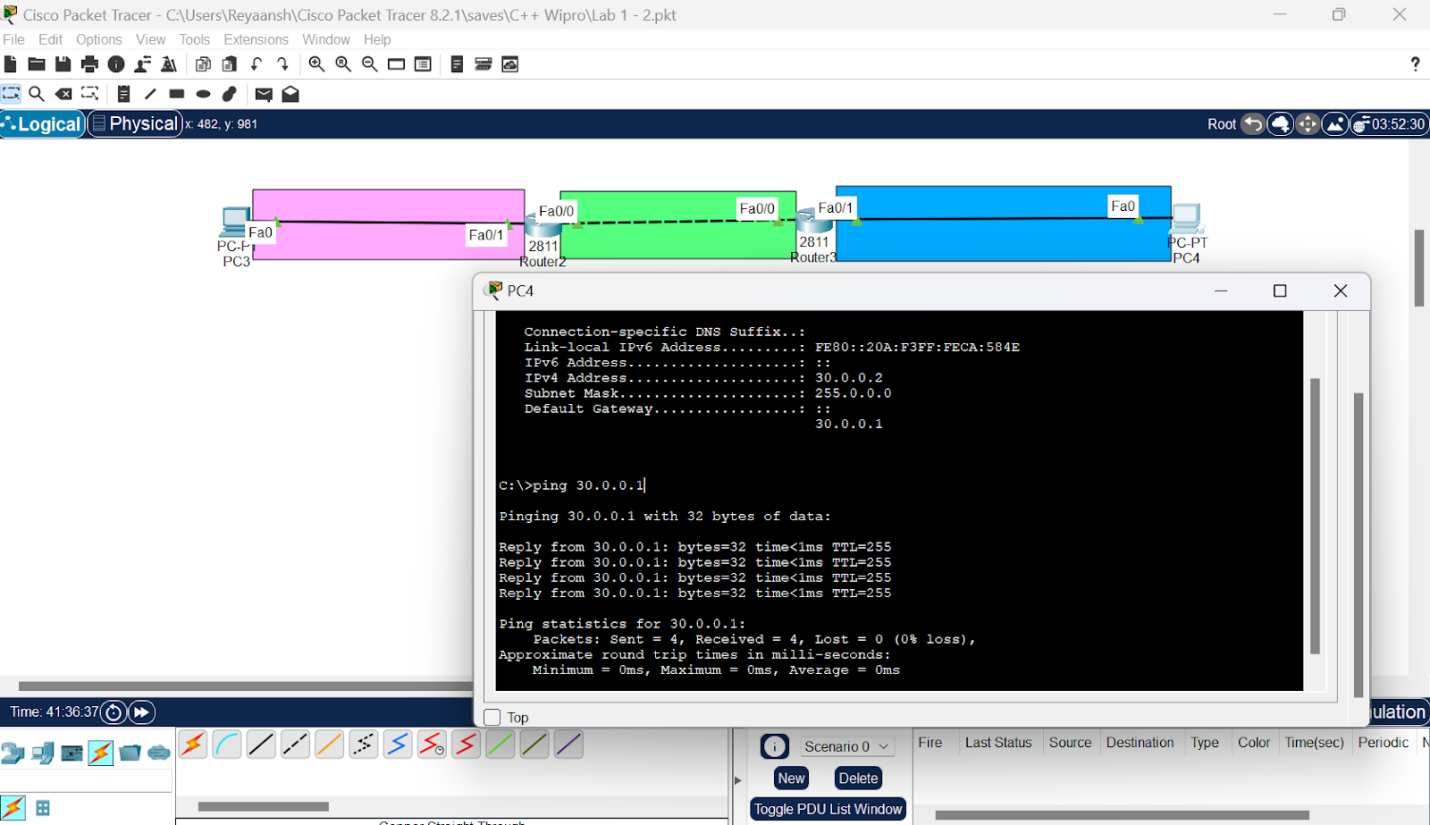 Cisco Packet Tracer - C:\Users\Reyaansh\Cisco Packet Tracer 8.2.1\saves\C++ Wipro\Lab 1 - 2.pkt
File Edit Options View Tools Extensions Window Help
?
Logical Physical x: 482, y: 981 Root 03:52:30
Fa0/0 Fa0/0 Fa0/1 Fa0
Fa0 Fa0/1
PC-P 2811 2811 PC-PT
PC3 Router2 Router3 PC4
PC4
Connection-specific DNS Suffix..:
Link-local IPv6 Address.........: FE80::20A:F3FF:FECA:584E
IPv6 Address....................: ::
IPv4 Address....................: 30.0.0.2
Subnet Mask.....................: 255.0.0.0
Default Gateway.................: ::
30.0.0.1
C:\>ping 30.0.0.1
Pinging 30.0.0.1 with 32 bytes of data:
Reply from 30.0.0.1: bytes=32 time<1ms TTL=255
Reply from 30.0.0.1: bytes=32 time<1ms TTL=255
Reply from 30.0.0.1: bytes=32 time<1ms TTL=255
Reply from 30.0.0.1: bytes=32 time<1ms TTL=255
Ping statistics for 30.0.0.1:
Packets: Sent = 4, Received = 4, Lost = 0 (0% loss),
Approximate round trip times in milli-seconds:
Minimum = 0ms, Maximum = 0ms, Average = 0ms
Top
Time: 41:36:37 ulation
Scenario 0 Fire Last Status Source Destination Type Color Time(sec) Periodic N
New Delete
Toggle PDU List Window
Copper Straight-Through